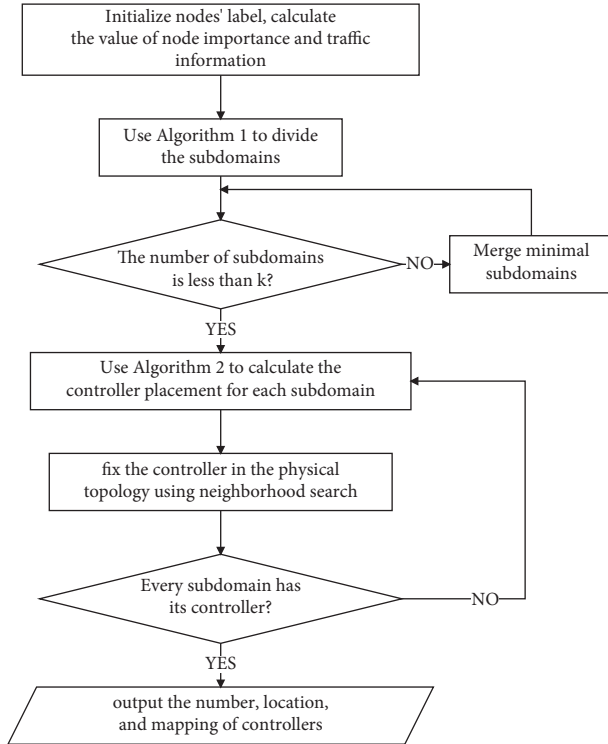 Initialize nodes' label, calculate
the value of node importance and traffic
information
Use Algorithm 1 to divide
the subdomains
The number of subdomains
is less than k?
NO
Merge minimal
subdomains
YES
Use Algorithm 2 to calculate the
controller placement for each subdomain
fix the controller in the physical
topology using neighborhood search
Every subdomain has
its controller?
NO
YES
output the number, location,
and mapping of controllers